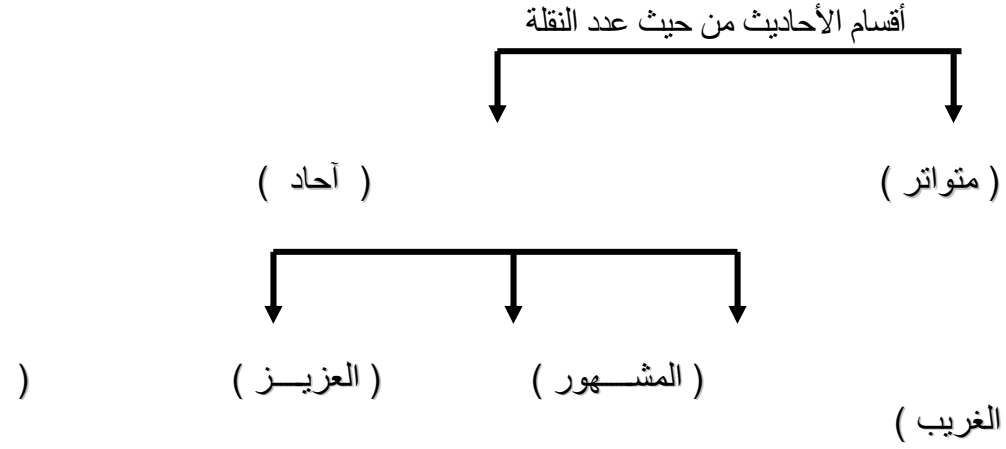 أقسام الأحاديث من حيث عدد النقلة
( متواتر ) ( آحاد )
( المشـــهور ) ( العزيـــز ) (
الغريب )